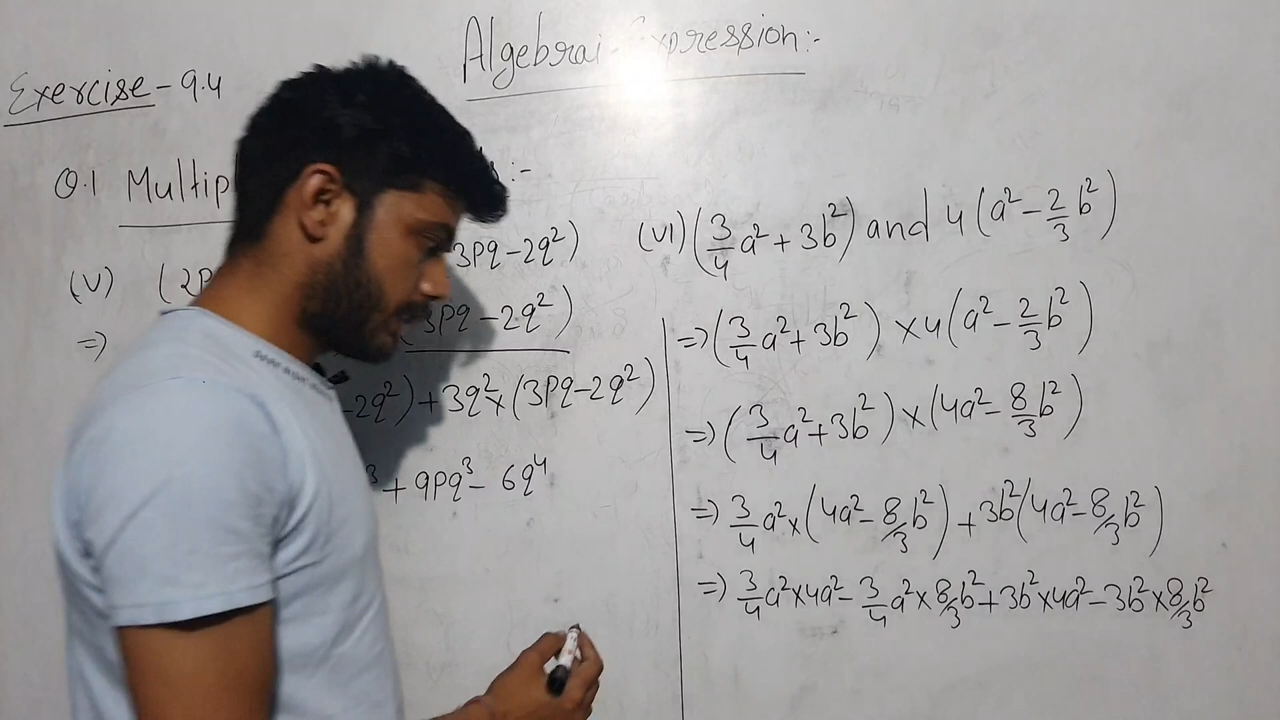 Algebrai Expression:-
Exercise - 9.4
Q.1 Multip :-
(V) (2P 3Pq-2q²)
=> (3Pq-2q²)
-2q²)+3q²×(3Pq-2q²)
³+9Pq³-6q⁴
(VI) (3/4 a²+3b²) and 4(a²-2/3 b²)
=>(3/4 a²+3b²)×4(a²-2/3 b²)
=>(3/4 a²+3b²)×(4a²-8/3 b²)
=>3/4 a²×(4a²-8/3 b²)+3b²(4a²-8/3 b²)
=>3/4 a²×4a²-3/4 a²×8/3 b²+3b²×4a²-3b²×8/3 b²